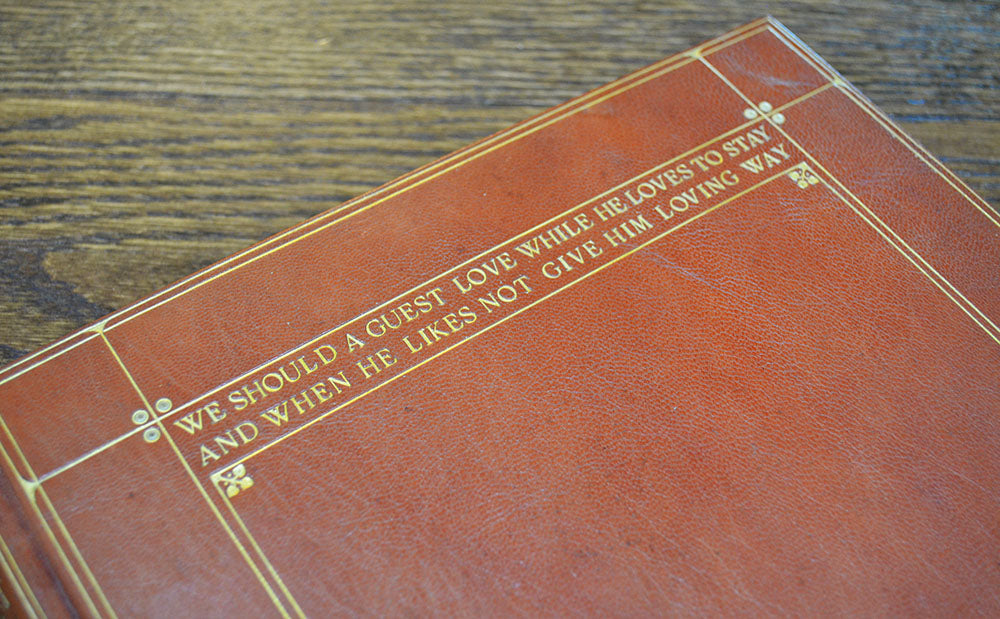 WE SHOULD A GUEST LOVE WHILE HE LOVES TO STAY
AND WHEN HE LIKES NOT GIVE HIM LOVING WAY